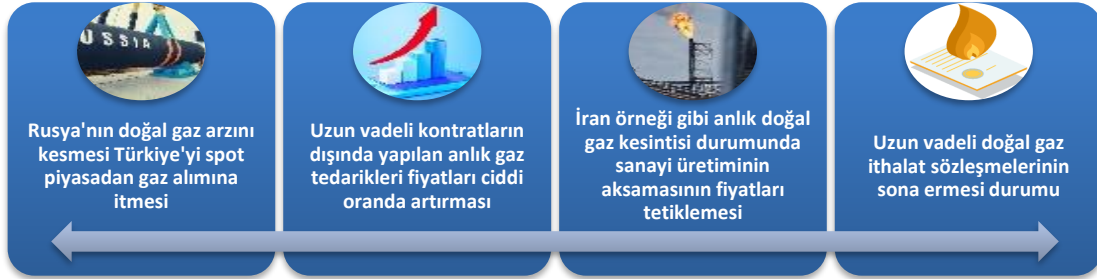 USSIA
Rusya'nın doğal gaz arzını
kesmesi Türkiye'yi spot
piyasadan gaz alımına
itmesi
Uzun vadeli kontratların
dışında yapılan anlık gaz
tedarikleri fiyatları ciddi
oranda artırması
İran örneği gibi anlık doğal
gaz kesintisi durumunda
sanayi üretiminin
aksamasının fiyatları
tetiklemesi
Uzun vadeli doğal gaz
ithalat sözleşmelerinin
sona ermesi durumu